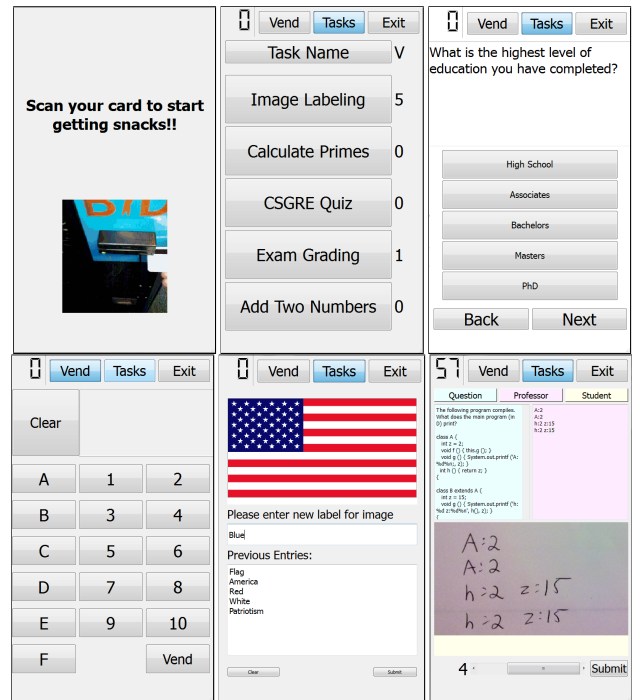 Scan your card to start
getting snacks!!
0 Vend Tasks Exit
Task Name V
Image Labeling 5
Calculate Primes 0
CSGRE Quiz 0
Exam Grading 1
Add Two Numbers 0
0 Vend Tasks Exit
What is the highest level of
education you have completed?
High School
Associates
Bachelors
Masters
PhD
Back Next
0 Vend Tasks Exit
Clear
A 1 2
B 3 4
C 5 6
D 7 8
E 9 10
F Vend
0 Vend Tasks Exit
Please enter new label for image
Blue
Previous Entries:
Flag
America
Red
White
Patriotism
Clear Submit
57 Vend Tasks Exit
Question Professor Student
The following program compiles.
What does the main program (in
D) print?
class A {
int z = 2;
void f () { this.g (); }
void g () { System.out.printf ('A:
%d%n;, z); }
int h () { return z; }
{
class B extends A {
int z = 15;
void g () { System.out.printf ('h:
%d z:%d%n', h(), z); }
{
A:2
A:2
h:2 z:15
h:2 z:15
A:2
A:2
h:2 z:15
h:2 z:15
4 Submit